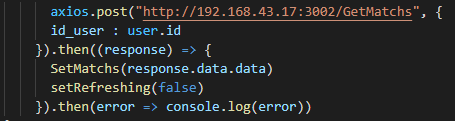 axios.post("http://192.168.43.17:3002/GetMatchs", {
id_user : user.id
}).then((response) => {
SetMatchs(response.data.data)
setRefreshing(false)
}).then(error => console.log(error))